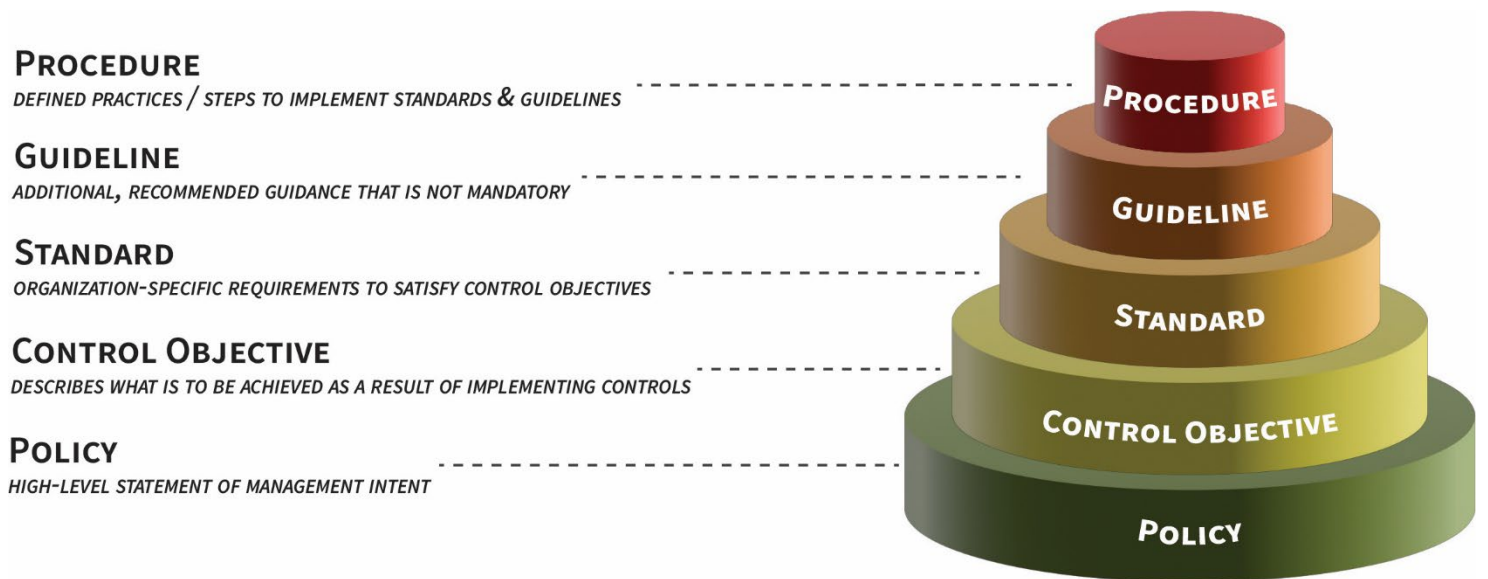 PROCEDURE
DEFINED PRACTICES / STEPS TO IMPLEMENT STANDARDS & GUIDELINES
PROCEDURE
GUIDELINE
ADDITIONAL, RECOMMENDED GUIDANCE THAT IS NOT MANDATORY
GUIDELINE
STANDARD
ORGANIZATION-SPECIFIC REQUIREMENTS TO SATISFY CONTROL OBJECTIVES
STANDARD
CONTROL OBJECTIVE
DESCRIBES WHAT IS TO BE ACHIEVED AS A RESULT OF IMPLEMENTING CONTROLS
CONTROL OBJECTIVE
POLICY
HIGH-LEVEL STATEMENT OF MANAGEMENT INTENT
POLICY